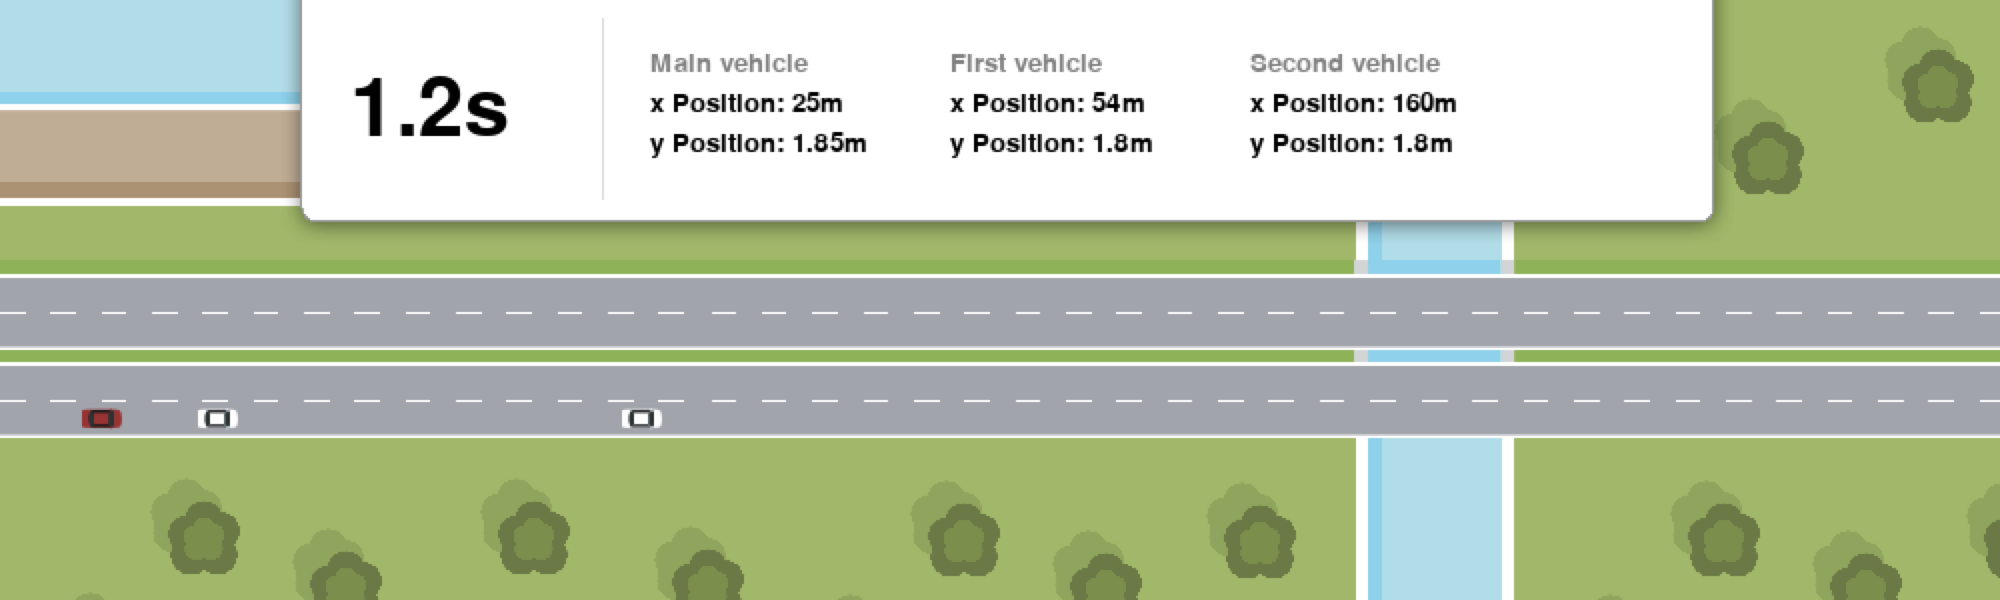 1.2s
Main vehicle
x Position: 25m
y Position: 1.85m
First vehicle
x Position: 54m
y Position: 1.8m
Second vehicle
x Position: 160m
y Position: 1.8m